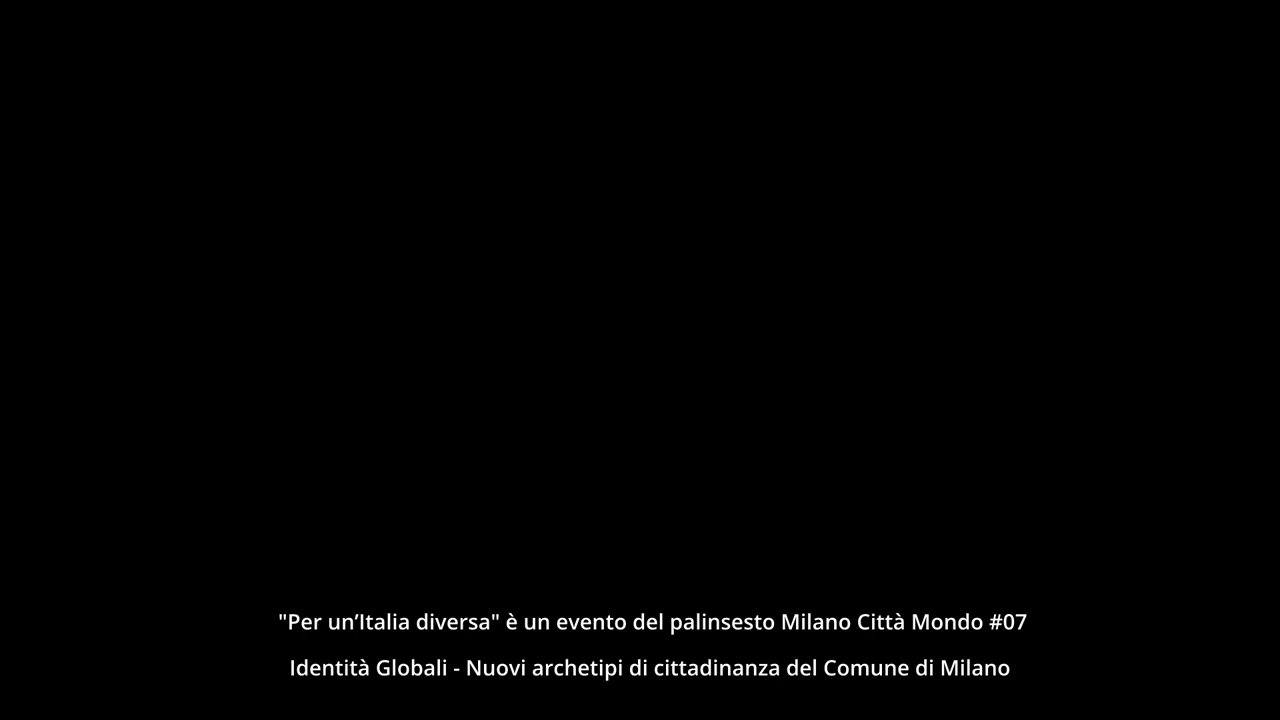 "Per un’Italia diversa" è un evento del palinsesto Milano Città Mondo #07
Identità Globali - Nuovi archetipi di cittadinanza del Comune di Milano